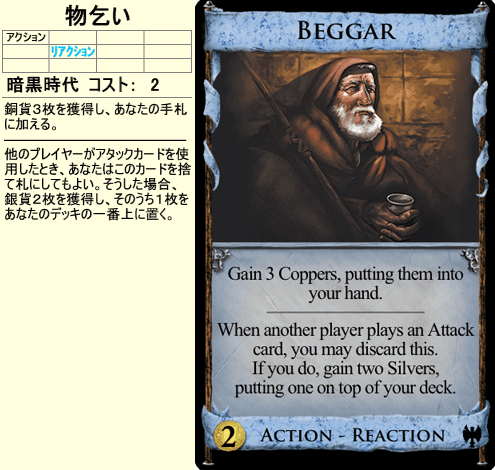 物乞い
アクション
リアクション
暗黒時代 コスト： 2
銅貨３枚を獲得し、あなたの手札
に加える。
他のプレイヤーがアタックカードを使
用したとき、あなたはこのカードを捨
て札にしてもよい。そうした場合、
銀貨２枚を獲得し、そのうち１枚を
あなたのデッキの一番上に置く。
BEGGAR
Gain 3 Coppers, putting them into
your hand.
When another player plays an Attack
card, you may discard this.
If you do, gain two Silvers,
putting one on top of your deck.
2 ACTION - REACTION